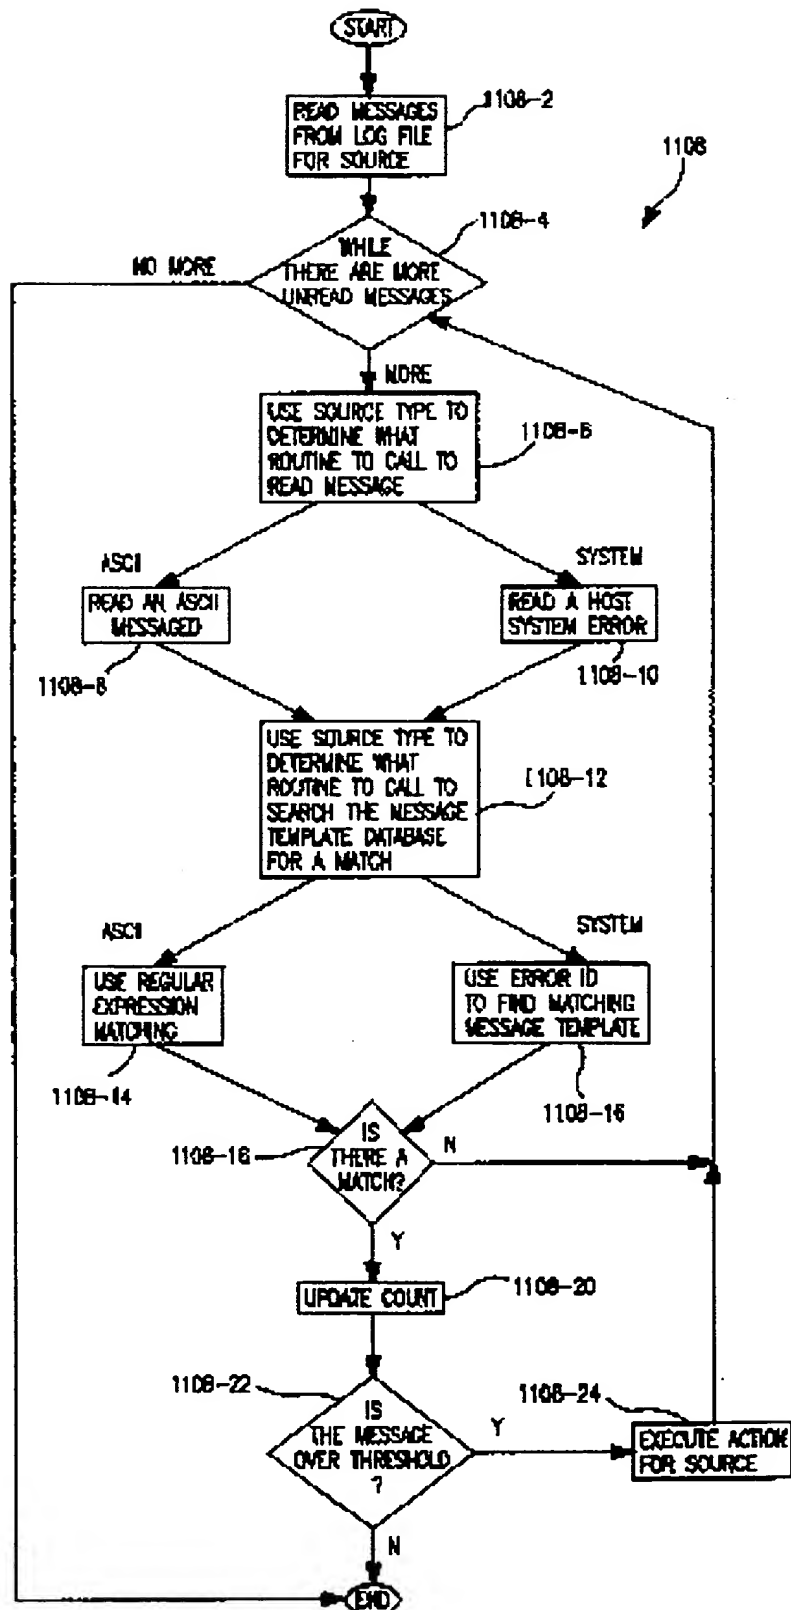 START
READ MESSAGES
FROM LOG FILE
FOR SOURCE
1108-2
1108
1108-4
WHILE
THERE ARE MORE
UNREAD MESSAGES
NO MORE
MORE
USE SOURCE TYPE TO
DETERMINE WHAT
ROUTINE TO CALL TO
READ MESSAGE
1108-6
ASCII
SYSTEM
READ AN ASCII
MESSAGED
READ A HOST
SYSTEM ERROR
1108-8
1108-10
USE SOURCE TYPE TO
DETERMINE WHAT
ROUTINE TO CALL TO
SEARCH THE MESSAGE
TEMPLATE DATABASE
FOR A MATCH
1108-12
ASCII
SYSTEM
USE REGULAR
EXPRESSION
MATCHING
USE ERROR ID
TO FIND MATCHING
MESSAGE TEMPLATE
1108-14
1108-16
1108-18
IS
THERE A
MATCH?
N
Y
UPDATE COUNT
1108-20
1108-22
IS
THE MESSAGE
OVER THRESHOLD
?
Y
1108-24
EXECUTE ACTION
FOR SOURCE
N
END